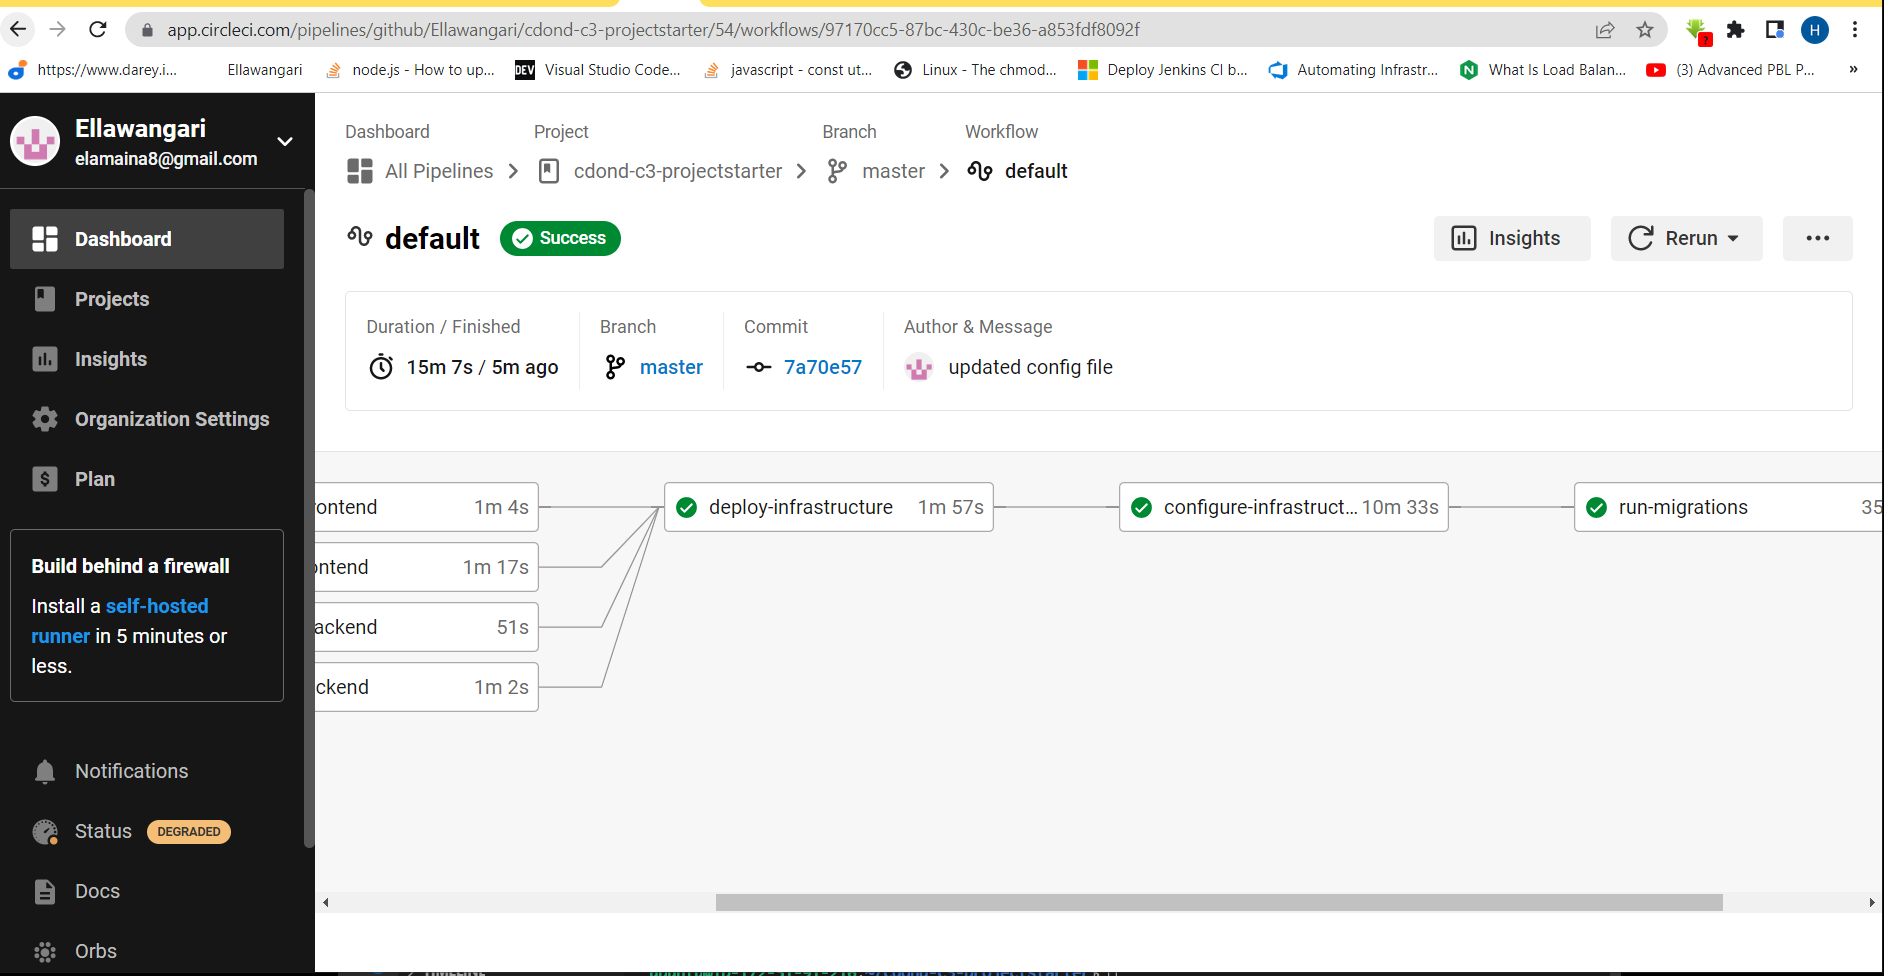 app.circleci.com/pipelines/github/Ellawangari/cdond-c3-projectstarter/54/workflows/97170cc5-87bc-430c-be36-a853fdf8092f
?
H
https://www.darey.i...
Ellawangari
node.js - How to up...
DEV
Visual Studio Code...
javascript - const ut...
Linux - The chmod...
Deploy Jenkins CI b...
Automating Infrastr...
N
What Is Load Balan...
(3) Advanced PBL P...
»
Ellawangari
elamaina8@gmail.com
Dashboard
Projects
Insights
Organization Settings
Plan
Build behind a firewall
Install a self-hosted
runner in 5 minutes or
less.
Notifications
Status DEGRADED
Docs
Orbs
Dashboard Project Branch Workflow
All Pipelines cdond-c3-projectstarter master default
default Success
Insights Rerun
Duration / Finished Branch Commit Author & Message
15m 7s / 5m ago master 7a70e57 updated config file
ontend 1m 4s
deploy-infrastructure 1m 57s
configure-infrastruct... 10m 33s
run-migrations 35
ntend 1m 17s
ackend 51s
ckend 1m 2s
TIMELINE